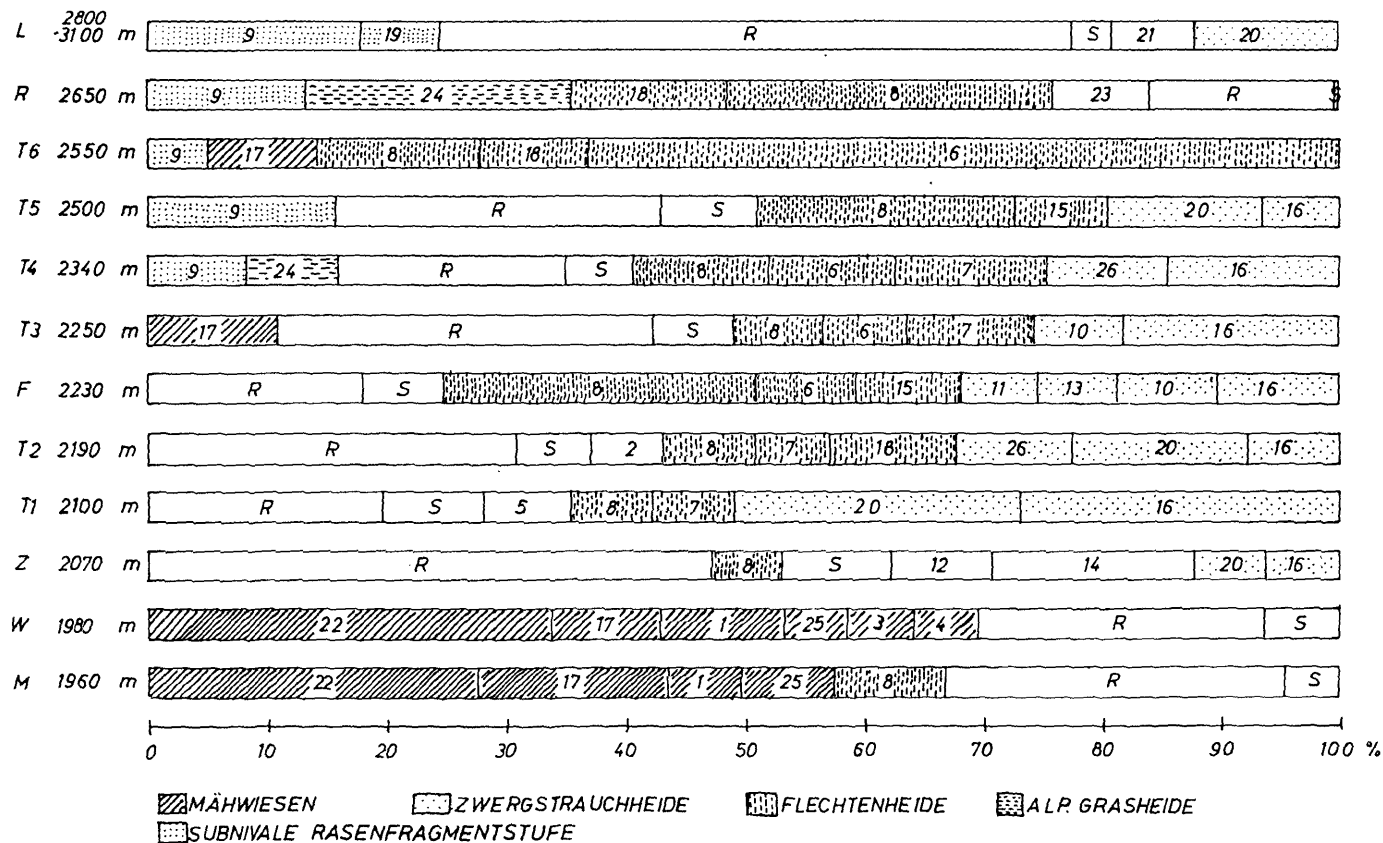 L 2800 -3100 m 9 19 R S 21 20
R 2650 m 9 24 18 8 23 R S
T6 2550 m 9 17 8 18 6
T5 2500 m 9 R S 8 15 20 16
T4 2340 m 9 24 R S 8 6 7 26 16
T3 2250 m 17 R S 8 6 7 10 16
F 2230 m R S 8 6 15 11 13 10 16
T2 2190 m R S 2 8 7 18 26 20 16
T1 2100 m R S 5 8 7 20 16
Z 2070 m R 8 S 12 14 20 16
W 1980 m 22 17 1 25 3 4 R S
M 1960 m 22 17 1 25 8 R S
0 10 20 30 40 50 60 70 80 90 100 %
MÄHWIESEN ZWERGSTRAUCHHEIDE FLECHTENHEIDE ALP. GRASHEIDE
SUBNIVALE RASENFRAGMENTSTUFE